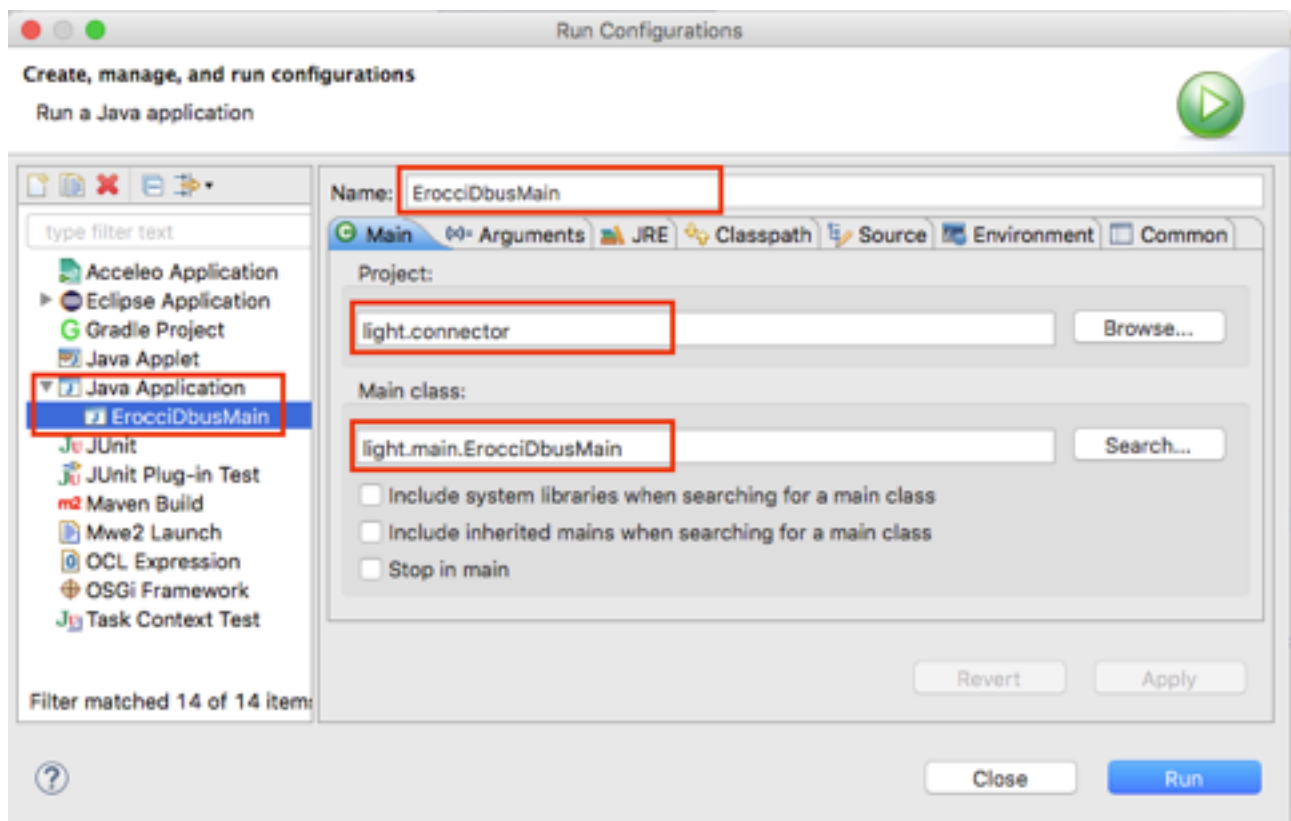 Run Configurations
Create, manage, and run configurations
Run a Java application
Name: ErocciDbusMain
type filter text
Main Arguments JRE Classpath Source Environment Common
Acceleo Application
Eclipse Application
Gradle Project
Java Applet
Java Application
ErocciDbusMain
JUnit
JUnit Plug-in Test
Maven Build
Mwe2 Launch
OCL Expression
OSGi Framework
Task Context Test
Filter matched 14 of 14 items
Project:
light.connector
Browse...
Main class:
light.main.ErocciDbusMain
Search...
Include system libraries when searching for a main class
Include inherited mains when searching for a main class
Stop in main
Revert Apply
Close Run